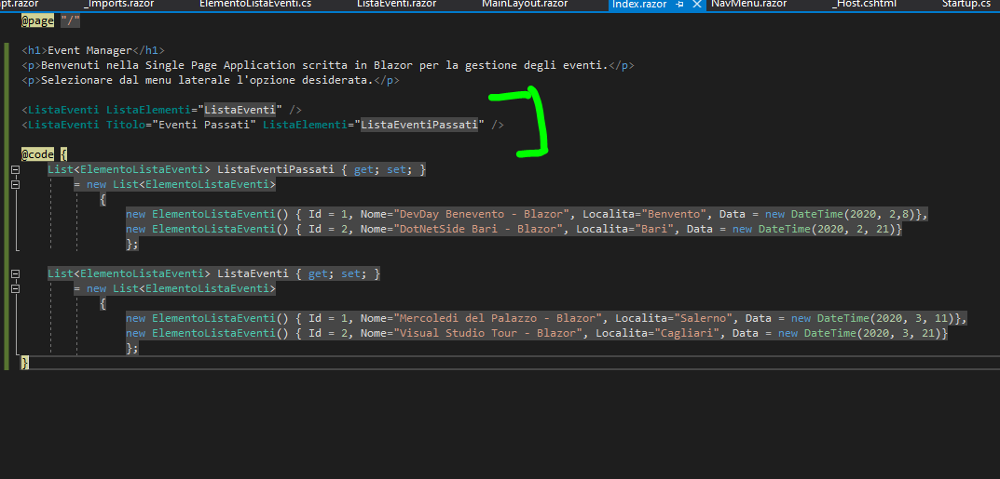 pt.razor _Imports.razor ElementoListaEventi.cs ListaEventi.razor MainLayout.razor Index.razor NavMenu.razor _Host.cshtml Startup.cs
@page "/"
<h1>Event Manager</h1>
<p>Benvenuti nella Single Page Application scritta in Blazor per la gestione degli eventi.</p>
<p>Selezionare dal menu laterale l'opzione desiderata.</p>
<ListaEventi ListaElementi="ListaEventi" />
<ListaEventi Titolo="Eventi Passati" ListaElementi="ListaEventiPassati" />
@code {
List<ElementoListaEventi> ListaEventiPassati { get; set; }
= new List<ElementoListaEventi>
{
new ElementoListaEventi() { Id = 1, Nome="DevDay Benevento - Blazor", Localita="Benvento", Data = new DateTime(2020, 2,8)},
new ElementoListaEventi() { Id = 2, Nome="DotNetSide Bari - Blazor", Localita="Bari", Data = new DateTime(2020, 2, 21)}
};
List<ElementoListaEventi> ListaEventi { get; set; }
= new List<ElementoListaEventi>
{
new ElementoListaEventi() { Id = 1, Nome="Mercoledi del Palazzo - Blazor", Localita="Salerno", Data = new DateTime(2020, 3, 11)},
new ElementoListaEventi() { Id = 2, Nome="Visual Studio Tour - Blazor", Localita="Cagliari", Data = new DateTime(2020, 3, 21)}
};
}